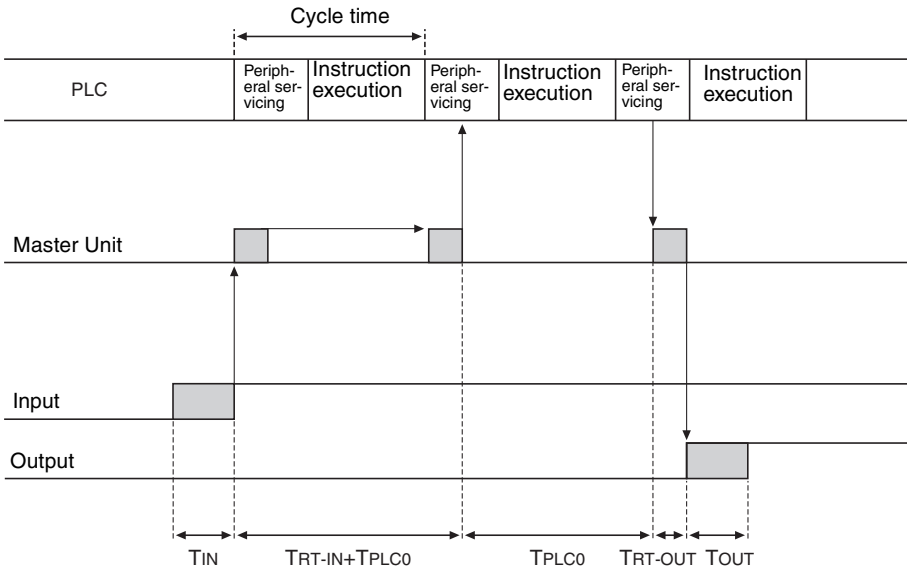 Cycle time
PLC
Periph-
eral ser-
vicing
Instruction
execution
Periph-
eral ser-
vicing
Instruction
execution
Periph-
eral ser-
vicing
Instruction
execution
Master Unit
Input
Output
TIN
TRT-IN+TPLC0
TPLC0
TRT-OUT
TOUT